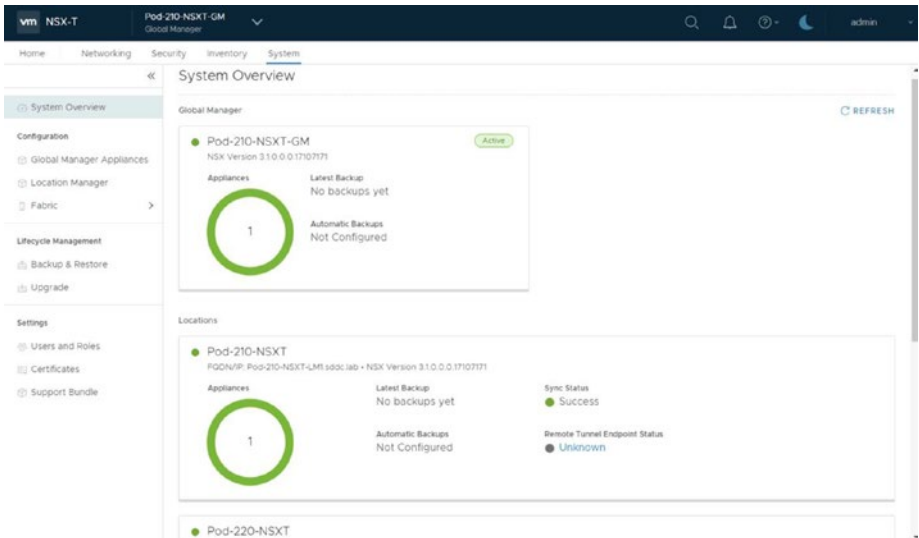 vm NSX-T
Pod-210-NSXT-GM
Global Manager
admin
Home Networking Security Inventory System
«
System Overview
System Overview
Configuration
Global Manager Appliances
Location Manager
Fabric >
Lifecycle Management
Backup & Restore
Upgrade
Settings
Users and Roles
Certificates
Support Bundle
Global Manager
REFRESH
Pod-210-NSXT-GM
Active
NSX Version 3.1.0.0.0.17107171
Appliances
1
Latest Backup
No backups yet
Automatic Backups
Not Configured
Locations
Pod-210-NSXT
FQDN/IP: Pod-210-NSXT-LM1.sddc.lab • NSX Version 3.1.0.0.0.17107171
Appliances
1
Latest Backup
No backups yet
Automatic Backups
Not Configured
Sync Status
Success
Remote Tunnel Endpoint Status
Unknown
Pod-220-NSXT